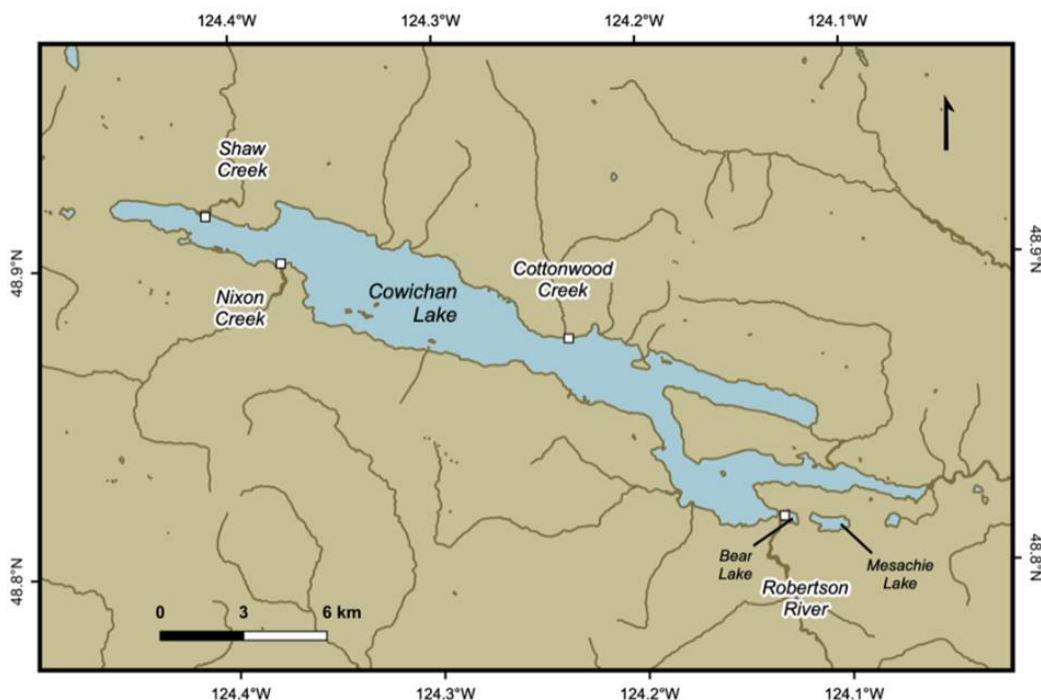 124.4°W
124.3°W
124.2°W
124.1°W
Shaw
Creek
48.9°N
48.9°N
Nixon
Creek
Cowichan
Lake
Cottonwood
Creek
Bear
Lake
Mesachie
Lake
Robertson
River
48.8°N
48.8°N
0 3 6 km
124.4°W
124.3°W
124.2°W
124.1°W